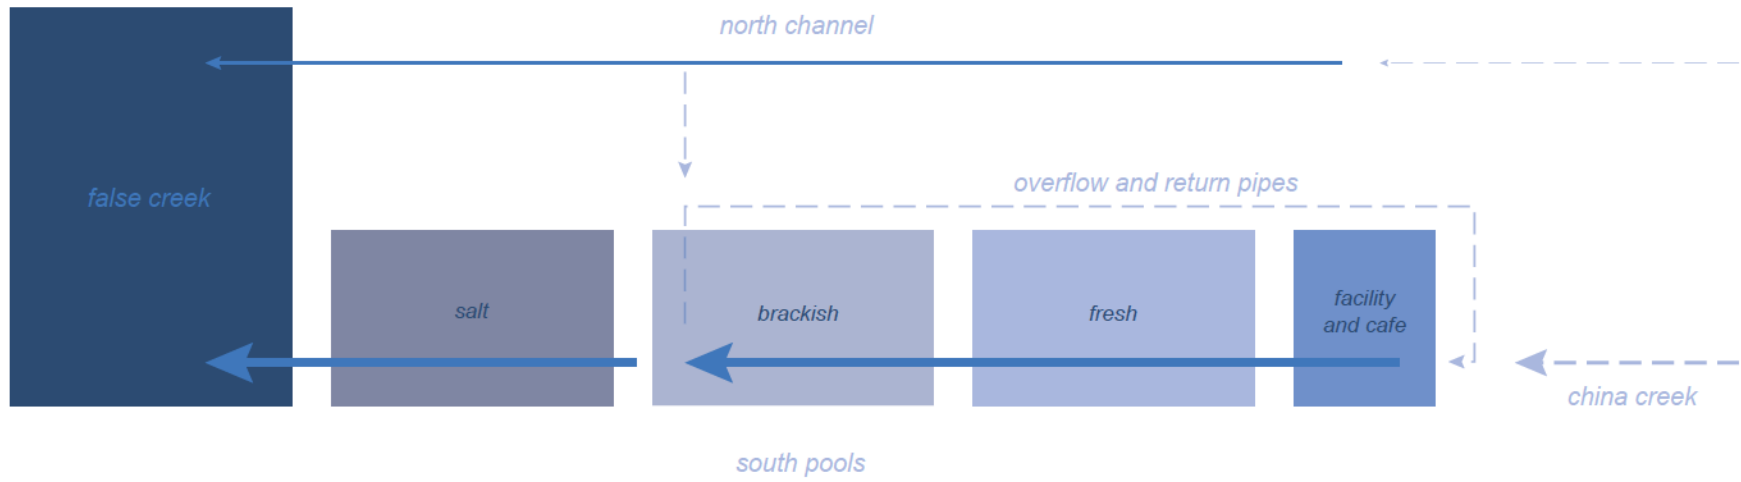 north channel
false creek
overflow and return pipes
salt
brackish
fresh
facility
and cafe
china creek
south pools